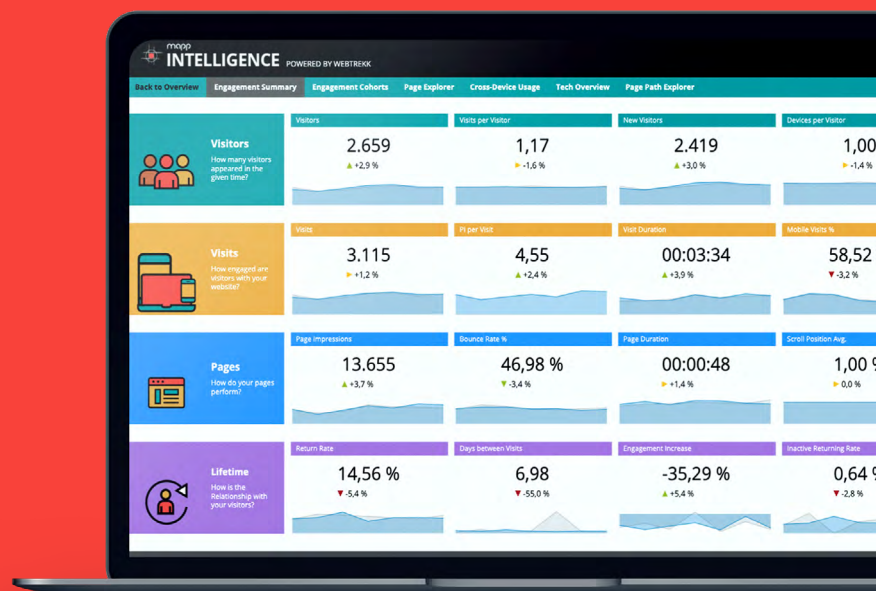 mapp
INTELLIGENCE POWERED BY WEBTREKK
Back to Overview Engagement Summary Engagement Cohorts Page Explorer Cross-Device Usage Tech Overview Page Path Explorer
Visitors
How many visitors
appeared in the
given time?
Visitors
2.659
+2,9 %
Visits per Visitor
1,17
-1,6 %
New Visitors
2.419
+3,0 %
Devices per Visitor
1,00
-1,4 %
Visits
How engaged are
visitors with your
website?
Visits
3.115
+1,2 %
PI per Visit
4,55
+2,4 %
Visit Duration
00:03:34
+3,9 %
Mobile Visits %
58,52
-3,2 %
Pages
How do your pages
perform?
Page Impressions
13.655
+3,7 %
Bounce Rate %
46,98 %
-3,4 %
Page Duration
00:00:48
+1,4 %
Scroll Position Avg.
1,00 %
0,0 %
Lifetime
How is the
Relationship with
your visitors?
Return Rate
14,56 %
-5,4 %
Days between Visits
6,98
-55,0 %
Engagement Increase
-35,29 %
+5,4 %
Inactive Returning Rate
0,64 %
-2,8 %